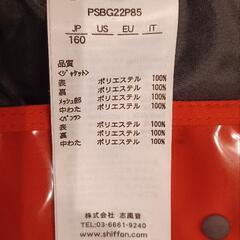 PSBG22P85
JP US EU IT
160
品質
<ジャケット>
表 ポリエステル 100%
裏 ポリエステル 100%
メッシュ部 ポリエステル 100%
中わた ポリエステル 100%
<パンツ>
表 ポリエステル 100%
裏 ポリエステル 100%
中わた ポリエステル 100%
株式会社 志風音
TEL:03-6661-9240
www.shiffon.com